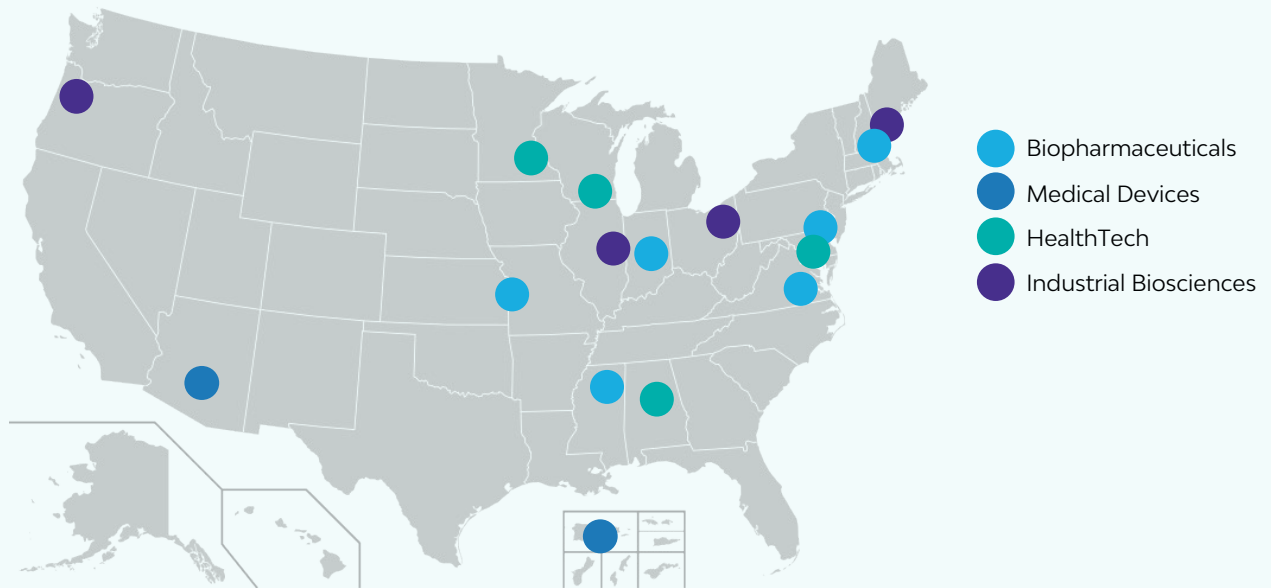 Biopharmaceuticals
Medical Devices
HealthTech
Industrial Biosciences